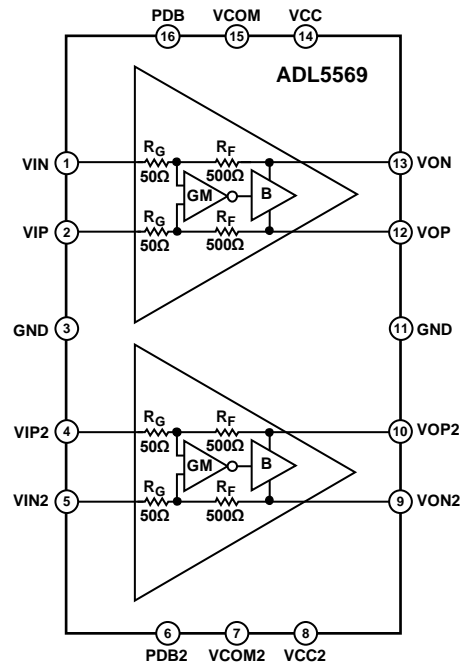 PDB VCOM VCC
16 15 14
ADL5569
RG RF
VIN 1 50Ω 500Ω 13 VON
GM B
RG RF
VIP 2 50Ω 500Ω 12 VOP
GND 3 11 GND
RG RF
VIP2 4 50Ω 500Ω 10 VOP2
GM B
RG RF
VIN2 5 50Ω 500Ω 9 VON2
6 7 8
PDB2 VCOM2 VCC2